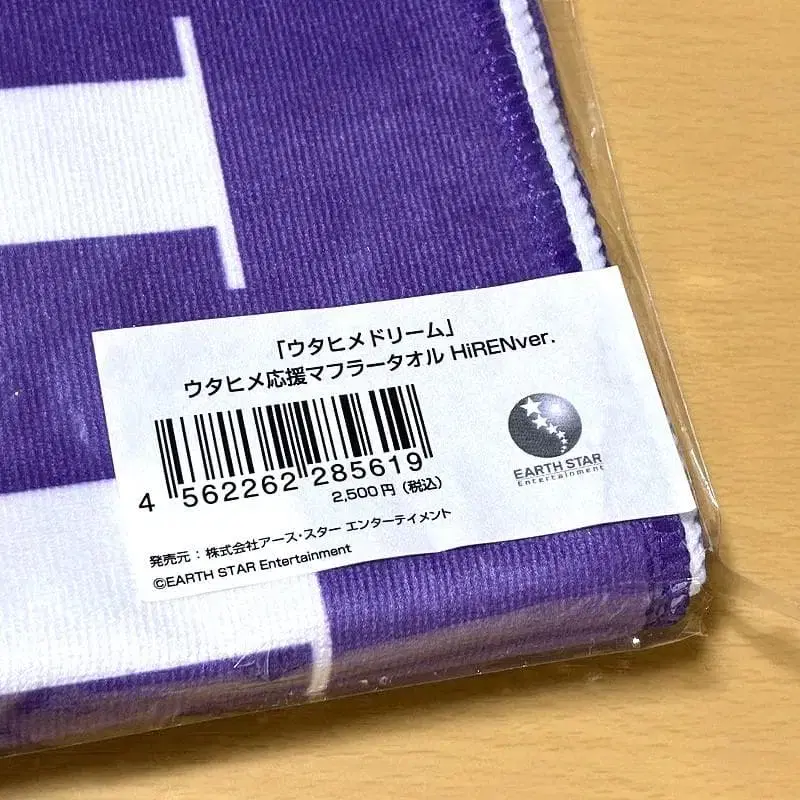 「ウタヒメドリーム」
ウタヒメ応援マフラータオル HiRENver.
4 562262 285619
2,500円（税込）
EARTH STAR
Entertainment
発売元：株式会社アース・スター エンターテイメント
©EARTH STAR Entertainment